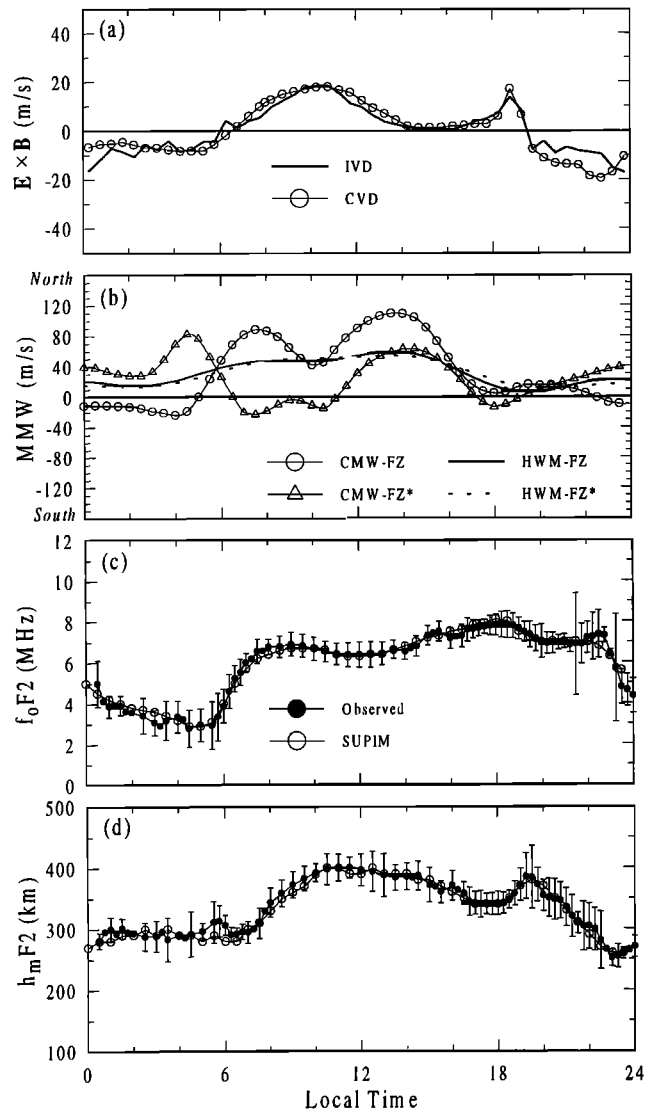 (a)
E × B (m/s)
40
20
0
-20
-40
IVD
CVD
North
(b)
MMW (m/s)
120
80
40
0
-40
-80
-120
South
CMW-FZ
HWM-FZ
CMW-FZ*
HWM-FZ*
(c)
f₀F2 (MHz)
12
10
8
6
4
2
0
Observed
SUPIM
(d)
hₘF2 (km)
500
400
300
200
100
0
6
12
18
24
Local Time